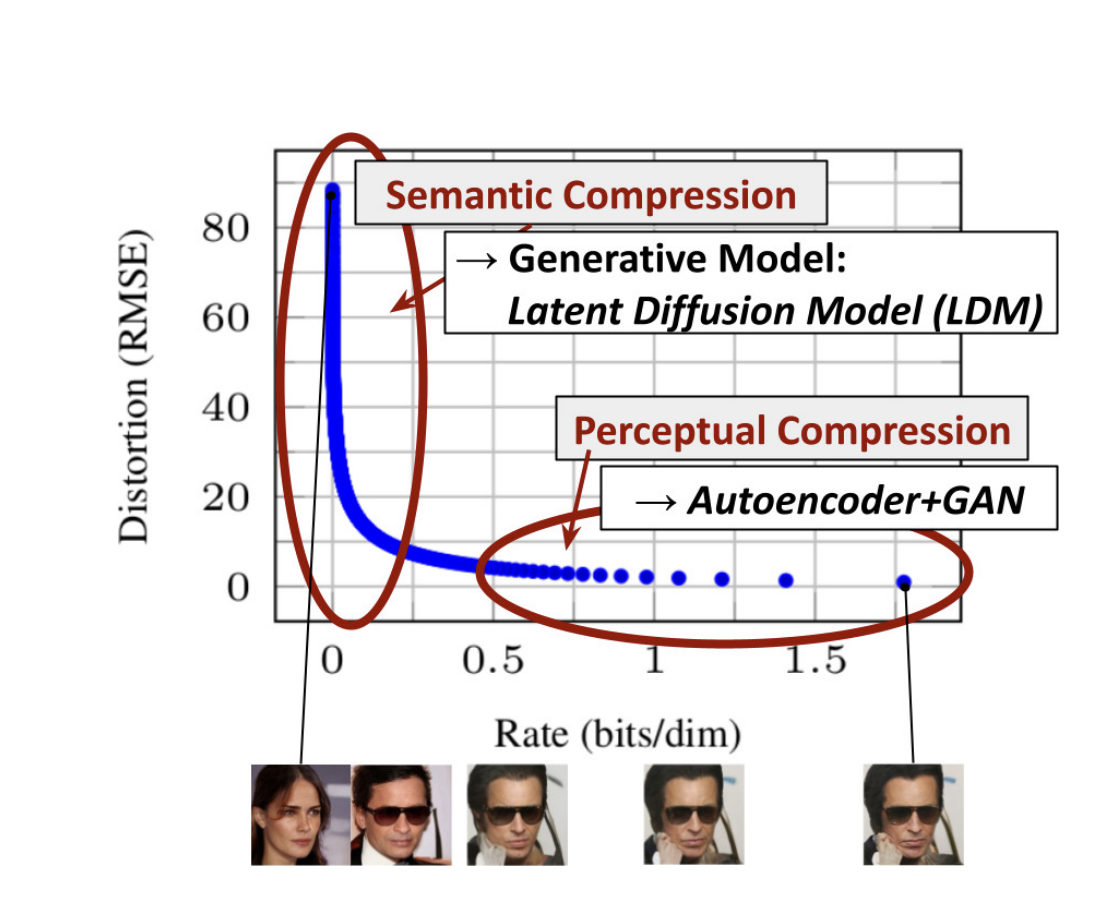 Semantic Compression
→ Generative Model:
Latent Diffusion Model (LDM)
Perceptual Compression
→ Autoencoder+GAN
Distortion (RMSE)
80
60
40
20
0
0 0.5 1 1.5
Rate (bits/dim)